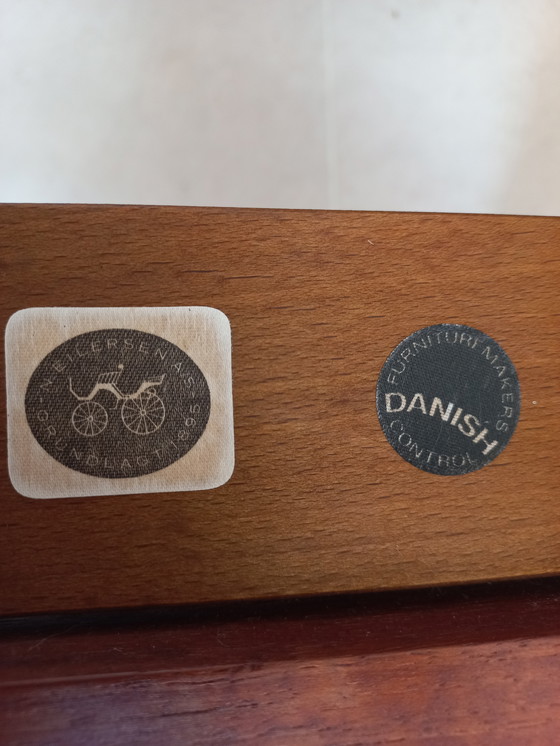 N. EILERSEN A/S
GRUNDLAGT 1895
FURNITURE MAKERS
DANISH
CONTROL